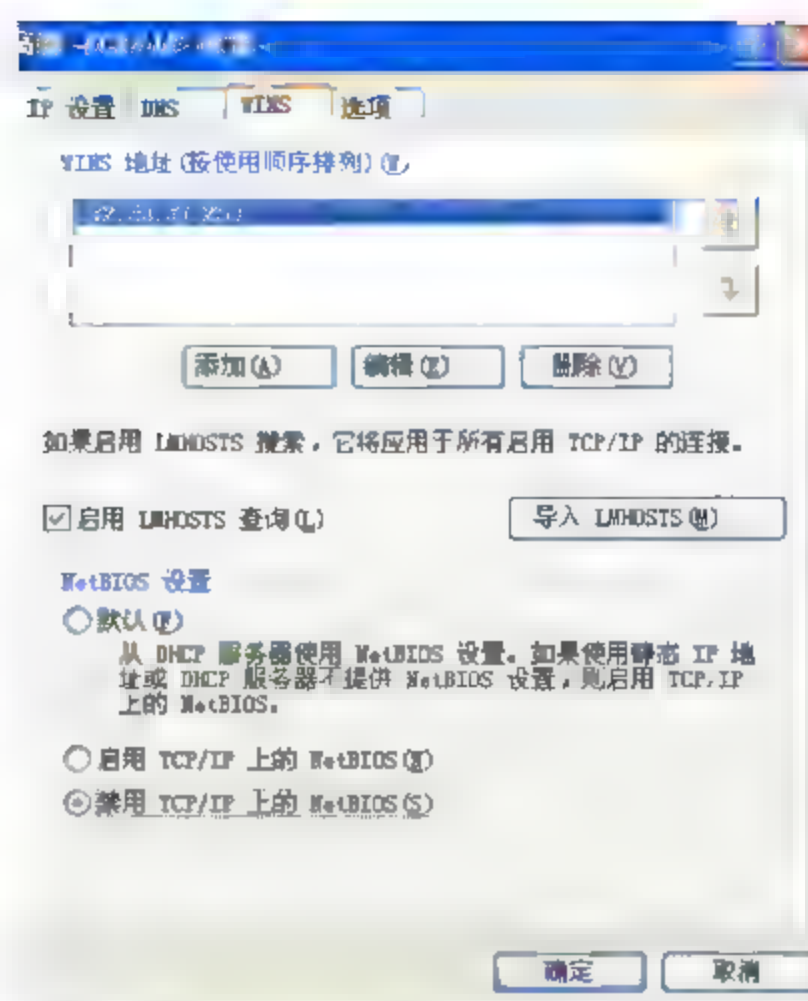 IP 设置 DNS WINS 选项
WINS 地址(按使用顺序排列)(W)
添加(A) 编辑(E) 删除(V)
如果启用 LMHOSTS 搜索，它将应用于所有启用 TCP/IP 的连接。
启用 LMHOSTS 查询(L) 导入 LMHOSTS(M)
NetBIOS 设置
默认(F)
从 DHCP 服务器使用 NetBIOS 设置。如果使用静态 IP 地
址或 DHCP 服务器不提供 NetBIOS 设置，则启用 TCP/IP
上的 NetBIOS。
启用 TCP/IP 上的 NetBIOS(N)
禁用 TCP/IP 上的 NetBIOS(S)
确定 取消